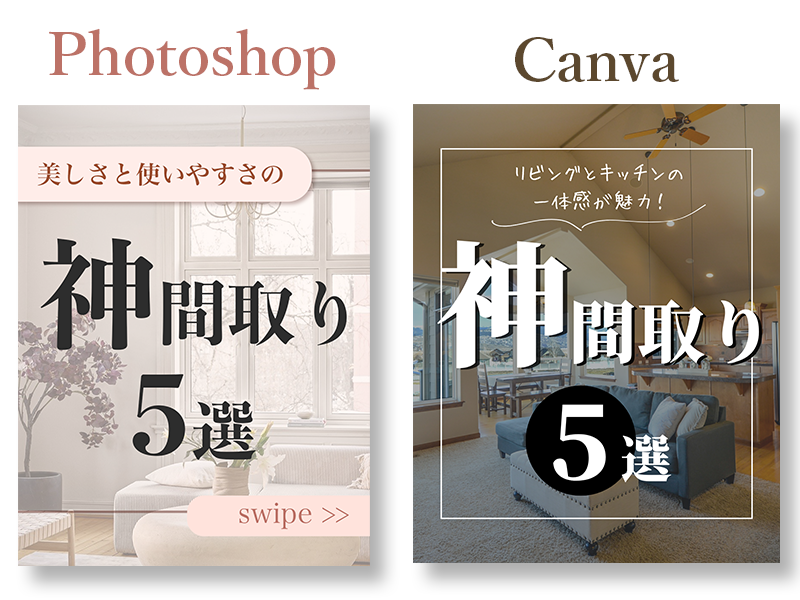 Photoshop
美しさと使いやすさの
神間取り
5選
swipe >>
Canva
リビングとキッチンの
一体感が魅力！
神間取り
5選